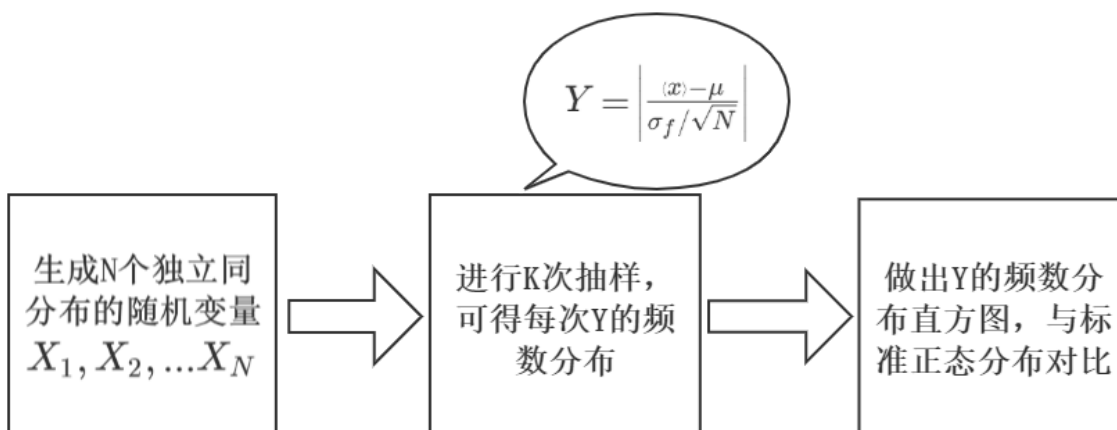 Y = |(⟨x⟩−μ)/(σ_f/√N)|
生成N个独立同
分布的随机变量
X₁, X₂, ...X_N
进行K次抽样，
可得每次Y的频
数分布
做出Y的频数分
布直方图，与标
准正态分布对比